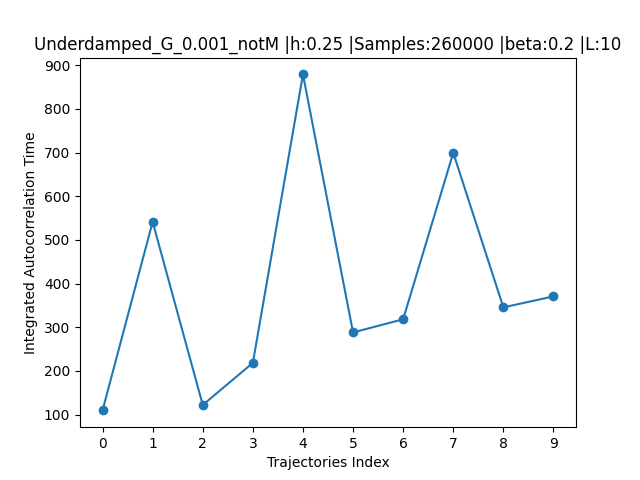 Underdamped_G_0.001_notM |h:0.25 |Samples:260000 |beta:0.2 |L:10
900
800
700
600
500
400
300
200
100
Integrated Autocorrelation Time
0 1 2 3 4 5 6 7 8 9
Trajectories Index